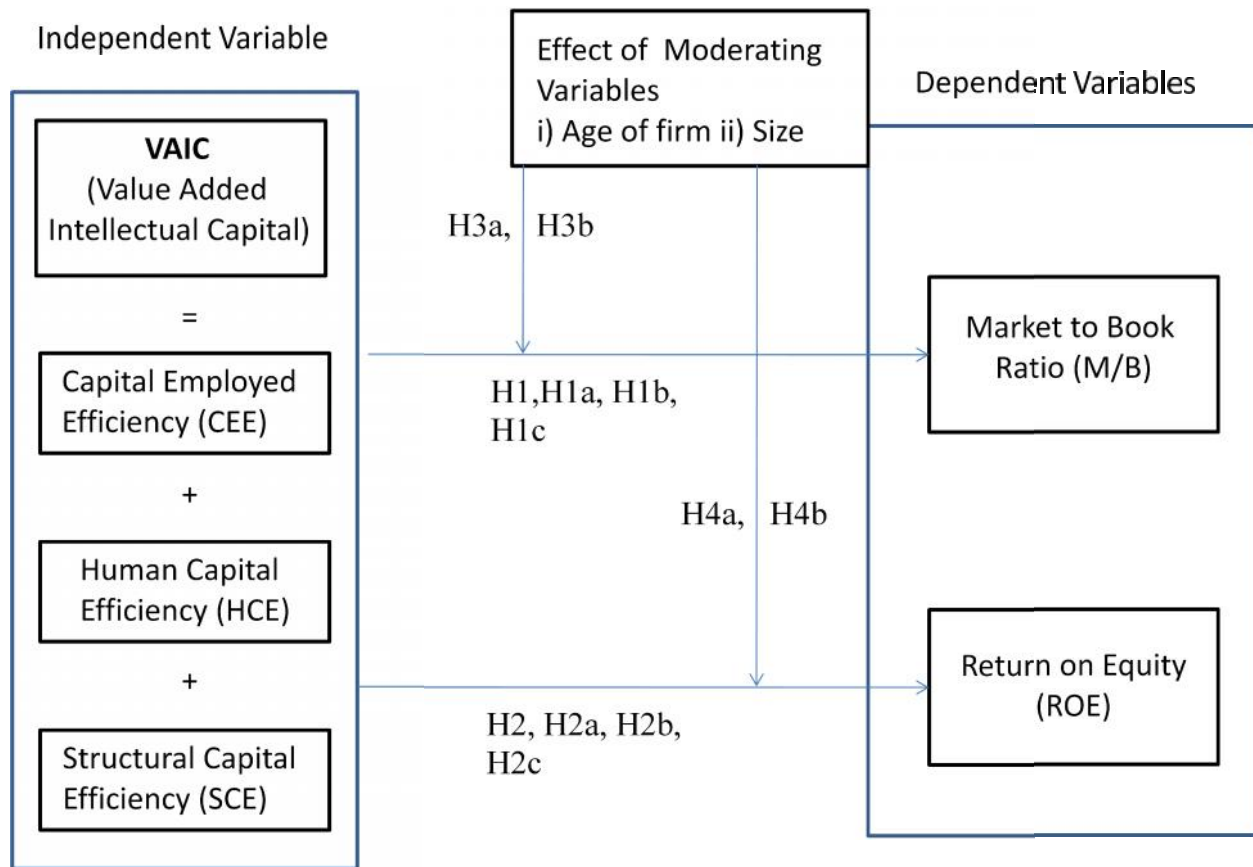 Independent Variable
VAIC
(Value Added
Intellectual Capital)
=
Capital Employed
Efficiency (CEE)
+
Human Capital
Efficiency (HCE)
+
Structural Capital
Efficiency (SCE)
Effect of Moderating
Variables
i) Age of firm ii) Size
H3a, H3b
H1,H1a, H1b,
H1c
H4a, H4b
H2, H2a, H2b,
H2c
Dependent Variables
Market to Book
Ratio (M/B)
Return on Equity
(ROE)